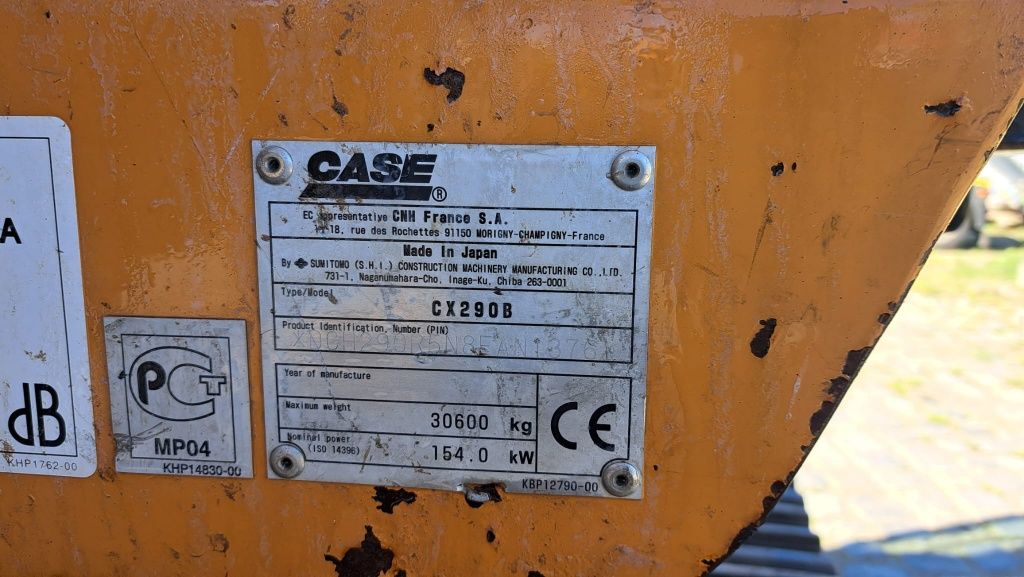 A
dB
KHP1762-00
PCT
MP04
KHP14830-00
CASE
®
EC representative CNH France S.A.
11-18, rue des Rochettes 91150 MORIGNY-CHAMPIGNY-France
Made In Japan
By SUMITOMO (S.H.I.) CONSTRUCTION MACHINERY MANUFACTURING CO.,LTD.
731-1, Naganumahara-Cho, Inage-Ku, Chiba 263-0001
Type/Model
CX290B
Product Identification, Number (PIN)
Year of manufacture
Maximum weight
30600 kg
Nominal power
(ISO 14396)
154.0 kW
CE
KBP12790-00